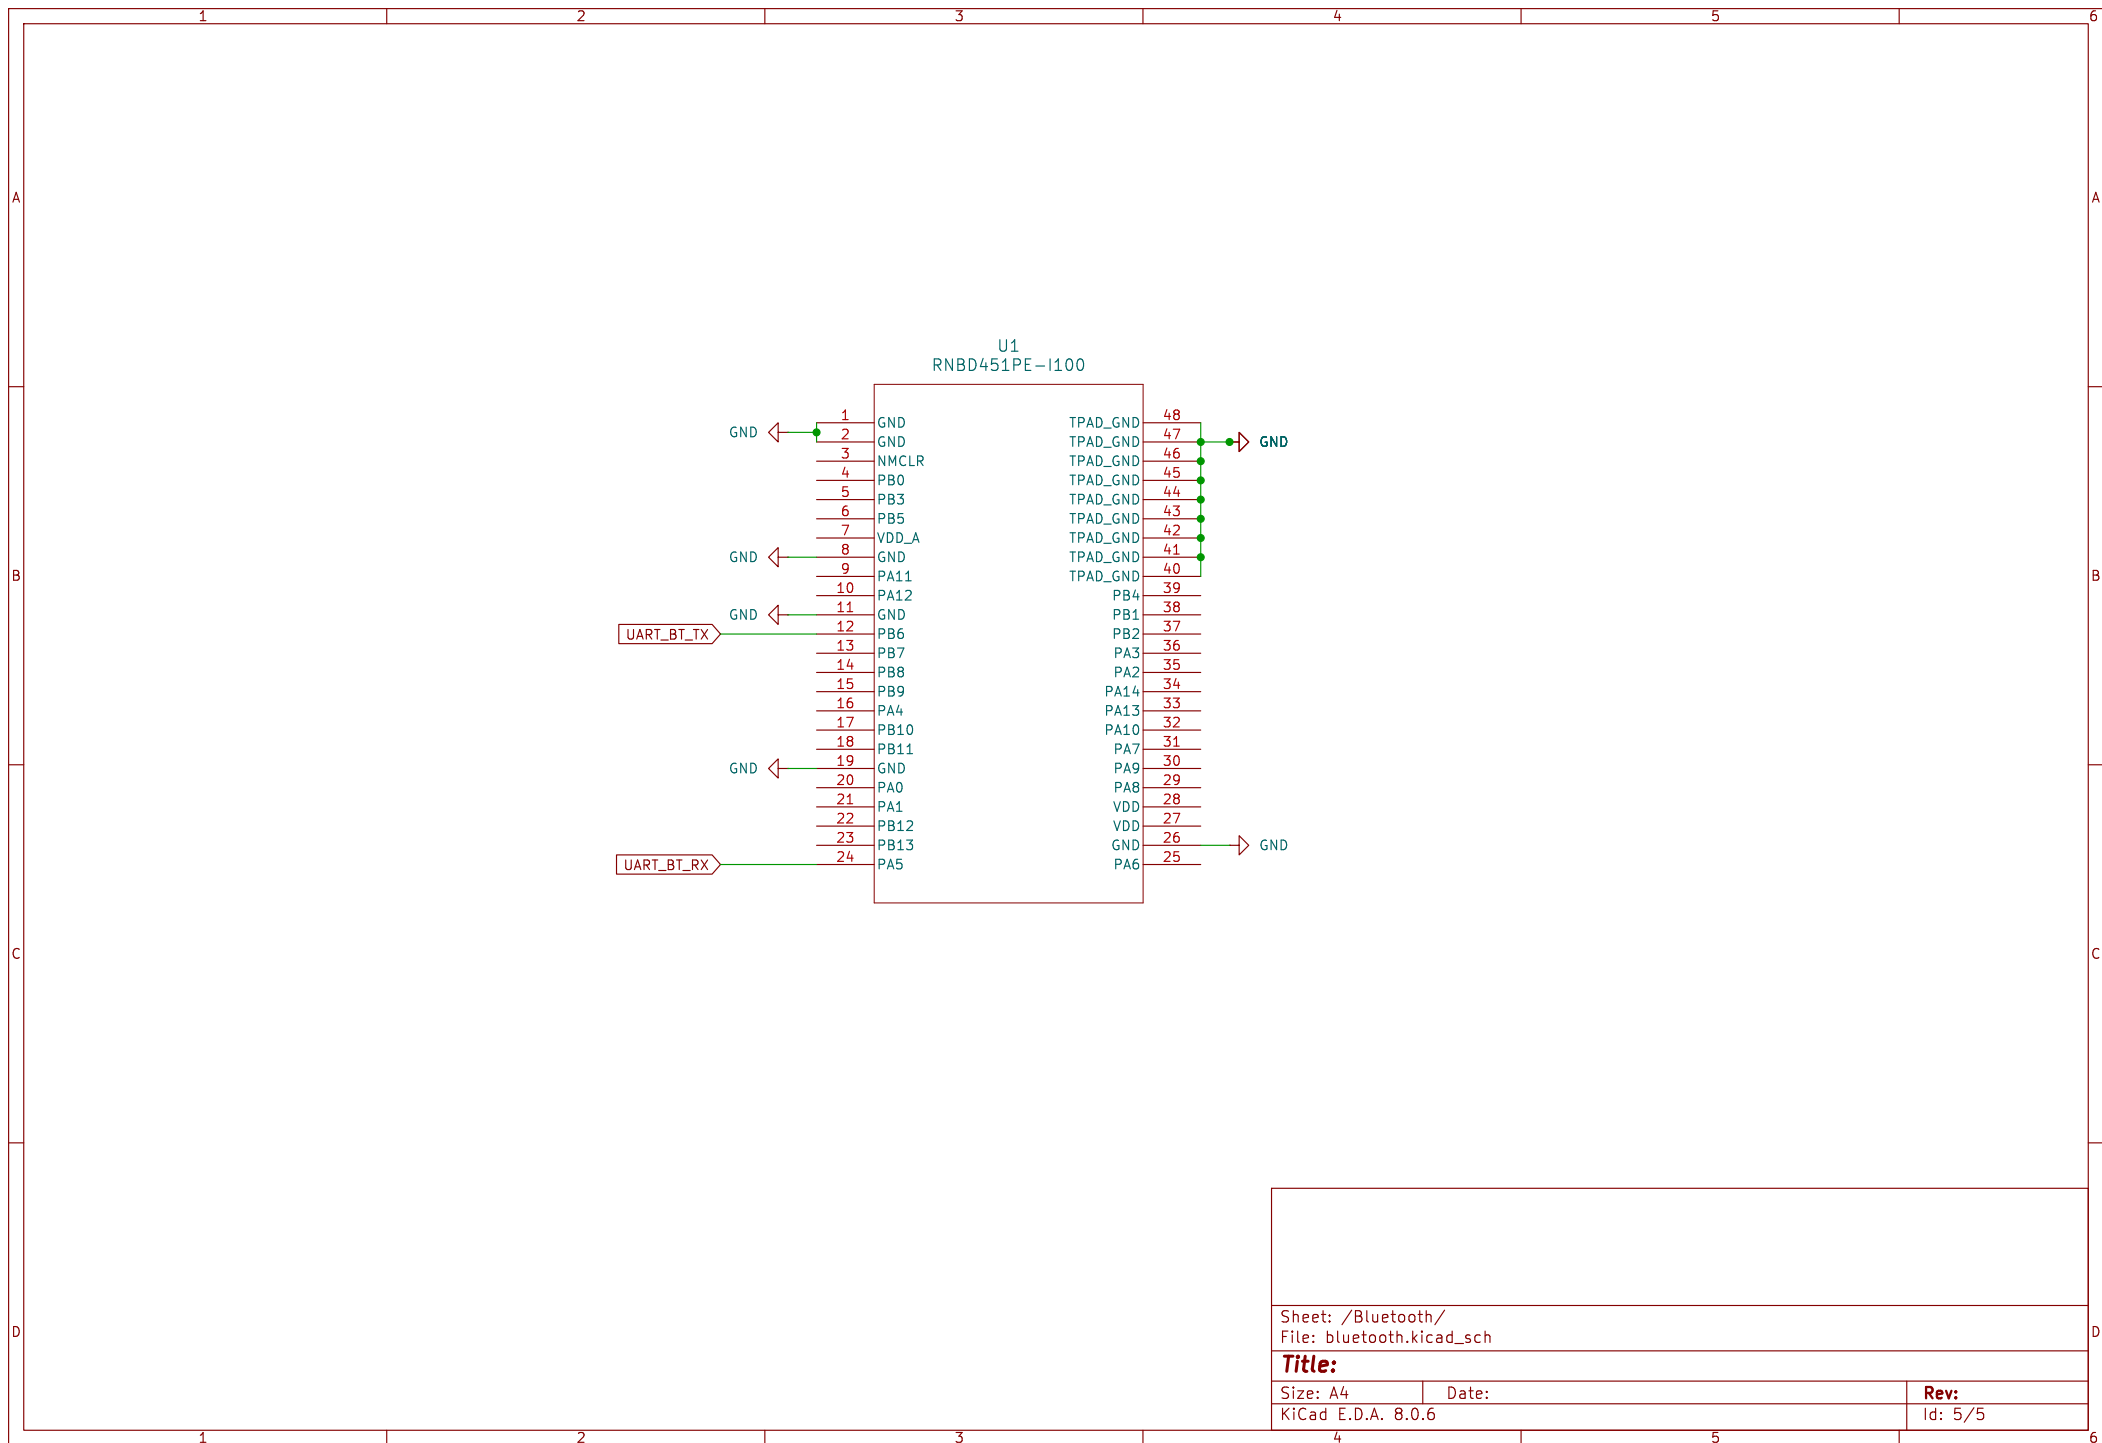 1 2 3 4 5 6
A A
U1
RNBD451PE-I100
1 GND TPAD_GND 48
GND
2 GND TPAD_GND 47 GND
3 NMCLR TPAD_GND 46
4 PB0 TPAD_GND 45
5 PB3 TPAD_GND 44
6 PB5 TPAD_GND 43
7 VDD_A TPAD_GND 42
GND 8 GND TPAD_GND 41
B 9 PA11 TPAD_GND 40 B
10 PA12 PB4 39
GND 11 GND PB1 38
UART_BT_TX 12 PB6 PB2 37
13 PB7 PA3 36
14 PB8 PA2 35
15 PB9 PA14 34
16 PA4 PA13 33
17 PB10 PA10 32
18 PB11 PA7 31
GND 19 GND PA9 30
20 PA0 PA8 29
21 PA1 VDD 28
22 PB12 VDD 27
23 PB13 GND 26 GND
UART_BT_RX 24 PA5 PA6 25
C C
Sheet: /Bluetooth/
D D
File: bluetooth.kicad_sch
Title:
Size: A4 Date: Rev:
KiCad E.D.A. 8.0.6 Id: 5/5
1 2 3 4 5 6